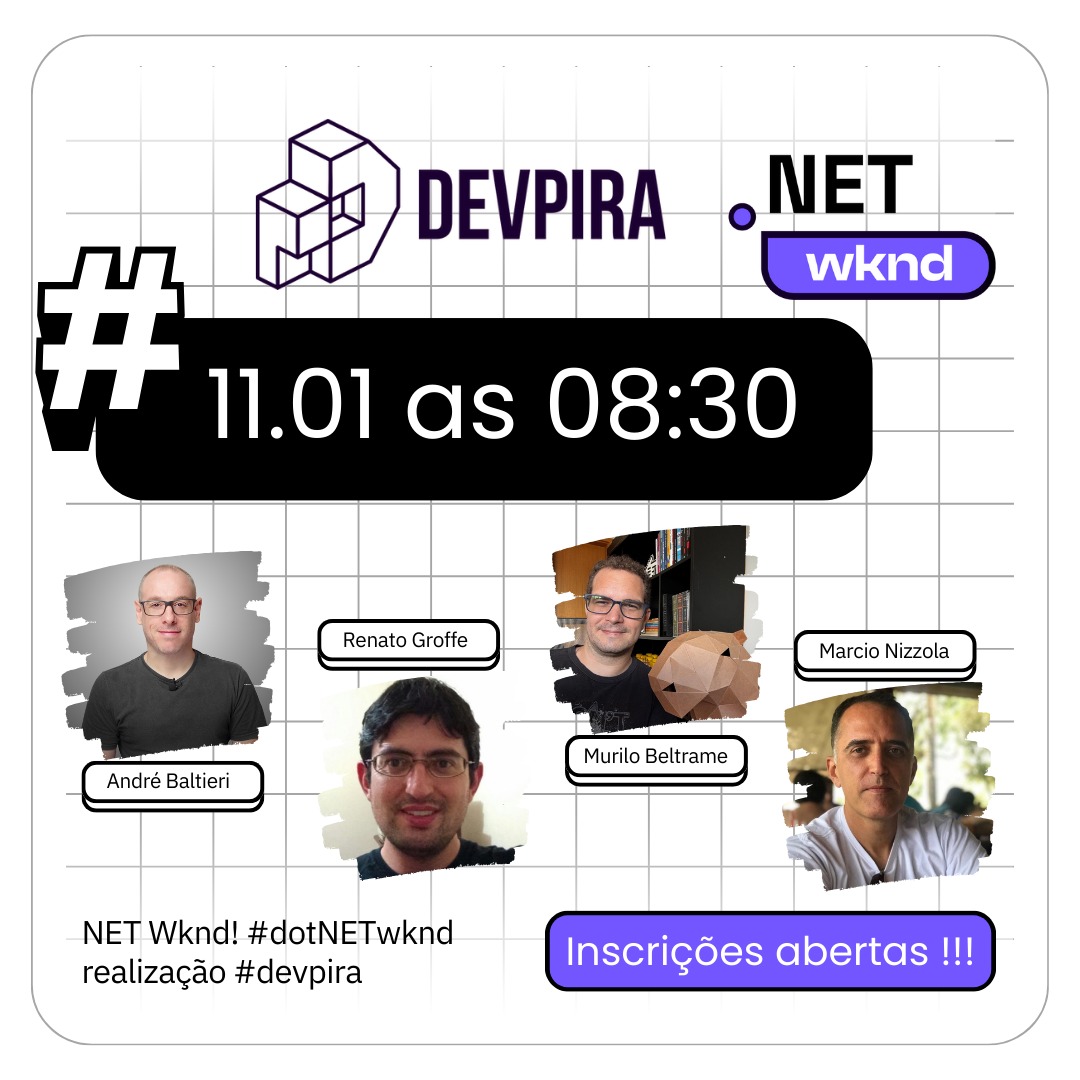 DEVPIRA
.NET
wknd
#
11.01 as 08:30
André Baltieri
Renato Groffe
Murilo Beltrame
Marcio Nizzola
NET Wknd! #dotNETwknd
realização #devpira
Inscrições abertas !!!